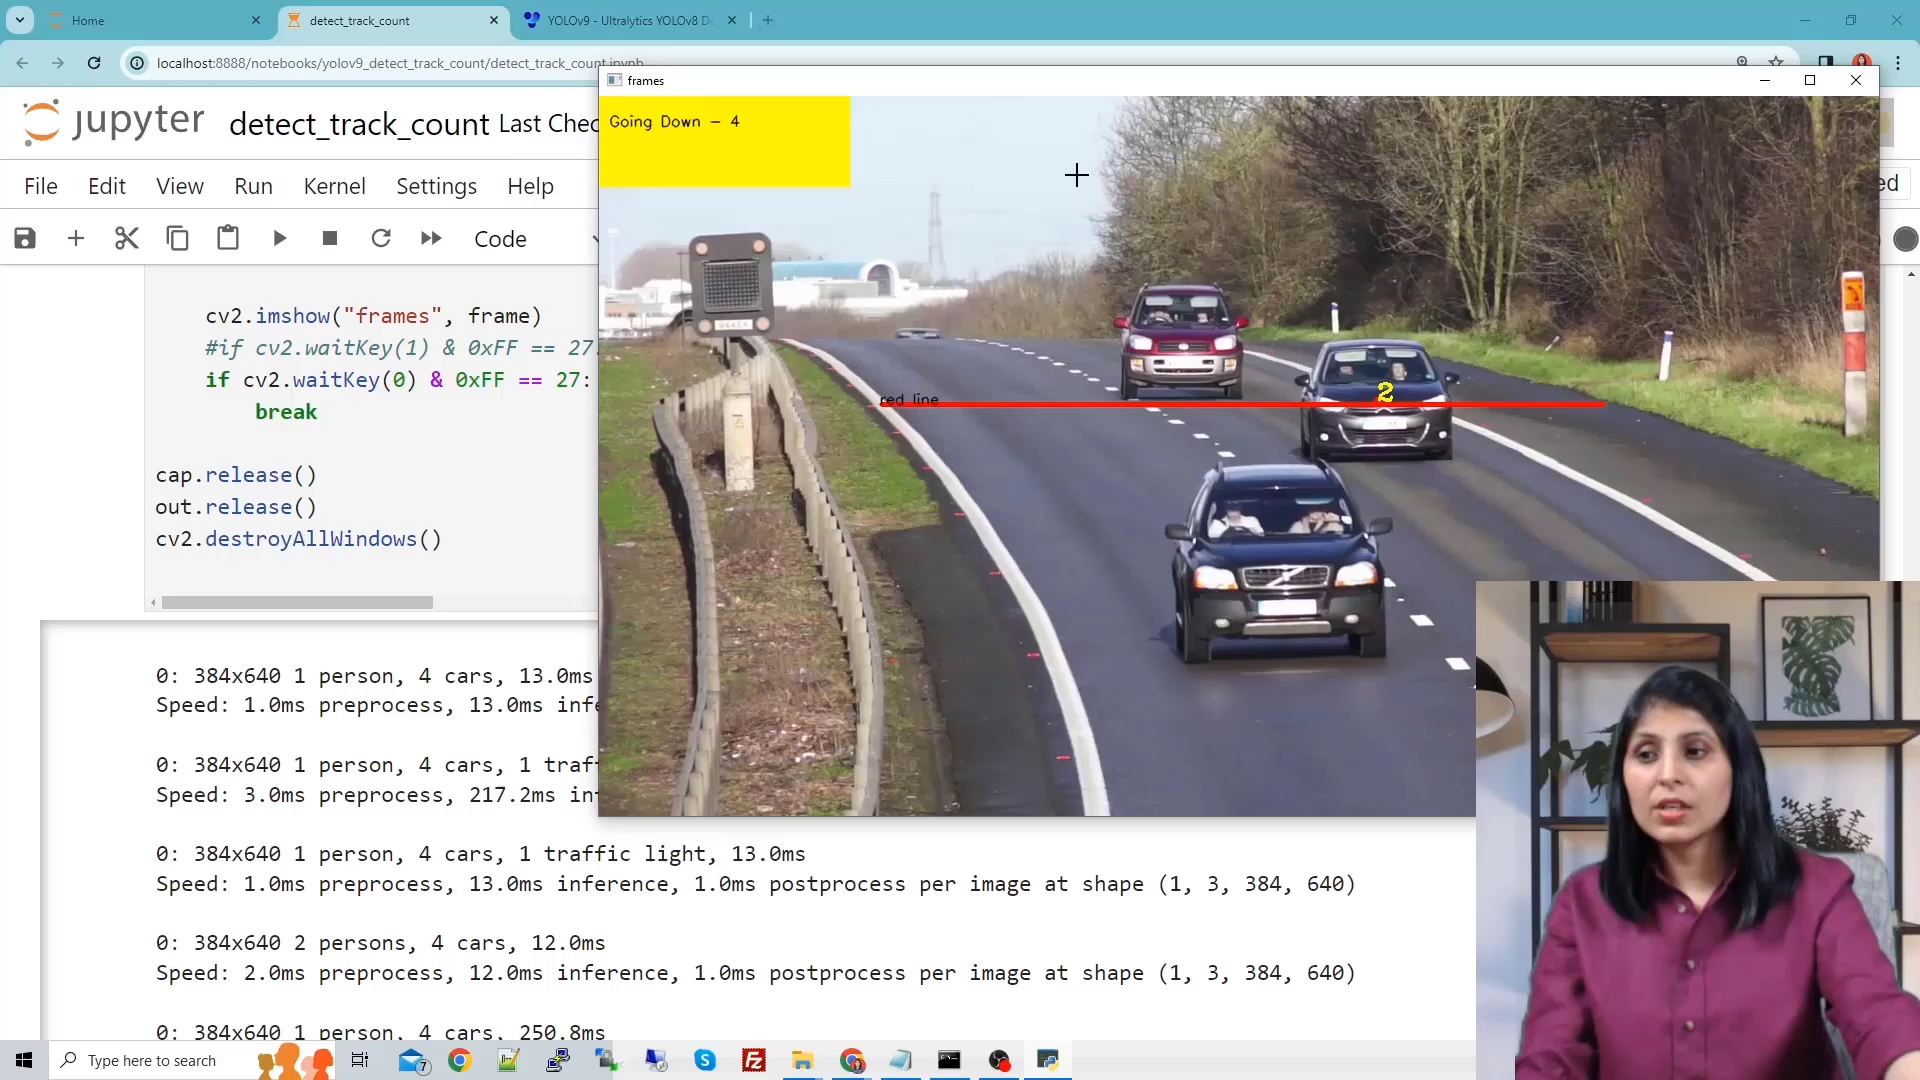 Home
detect_track_count
YOLOv9 - Ultralytics YOLOv8 Do
localhost:8888/notebooks/yolov9_detect_track_count/detect_track_count.ipynb
frames
jupyter
detect_track_count Last Chec
Going Down - 4
File Edit View Run Kernel Settings Help
ed
Code
cv2.imshow("frames", frame)
#if cv2.waitKey(1) & 0xFF == 27:
if cv2.waitKey(0) & 0xFF == 27:
break
cap.release()
out.release()
cv2.destroyAllWindows()
red line
2
0: 384x640 1 person, 4 cars, 13.0ms
Speed: 1.0ms preprocess, 13.0ms infe
0: 384x640 1 person, 4 cars, 1 traff
Speed: 3.0ms preprocess, 217.2ms in
0: 384x640 1 person, 4 cars, 1 traffic light, 13.0ms
Speed: 1.0ms preprocess, 13.0ms inference, 1.0ms postprocess per image at shape (1, 3, 384, 640)
0: 384x640 2 persons, 4 cars, 12.0ms
Speed: 2.0ms preprocess, 12.0ms inference, 1.0ms postprocess per image at shape (1, 3, 384, 640)
0: 384x640 1 person, 4 cars, 250.8ms
Type here to search
7